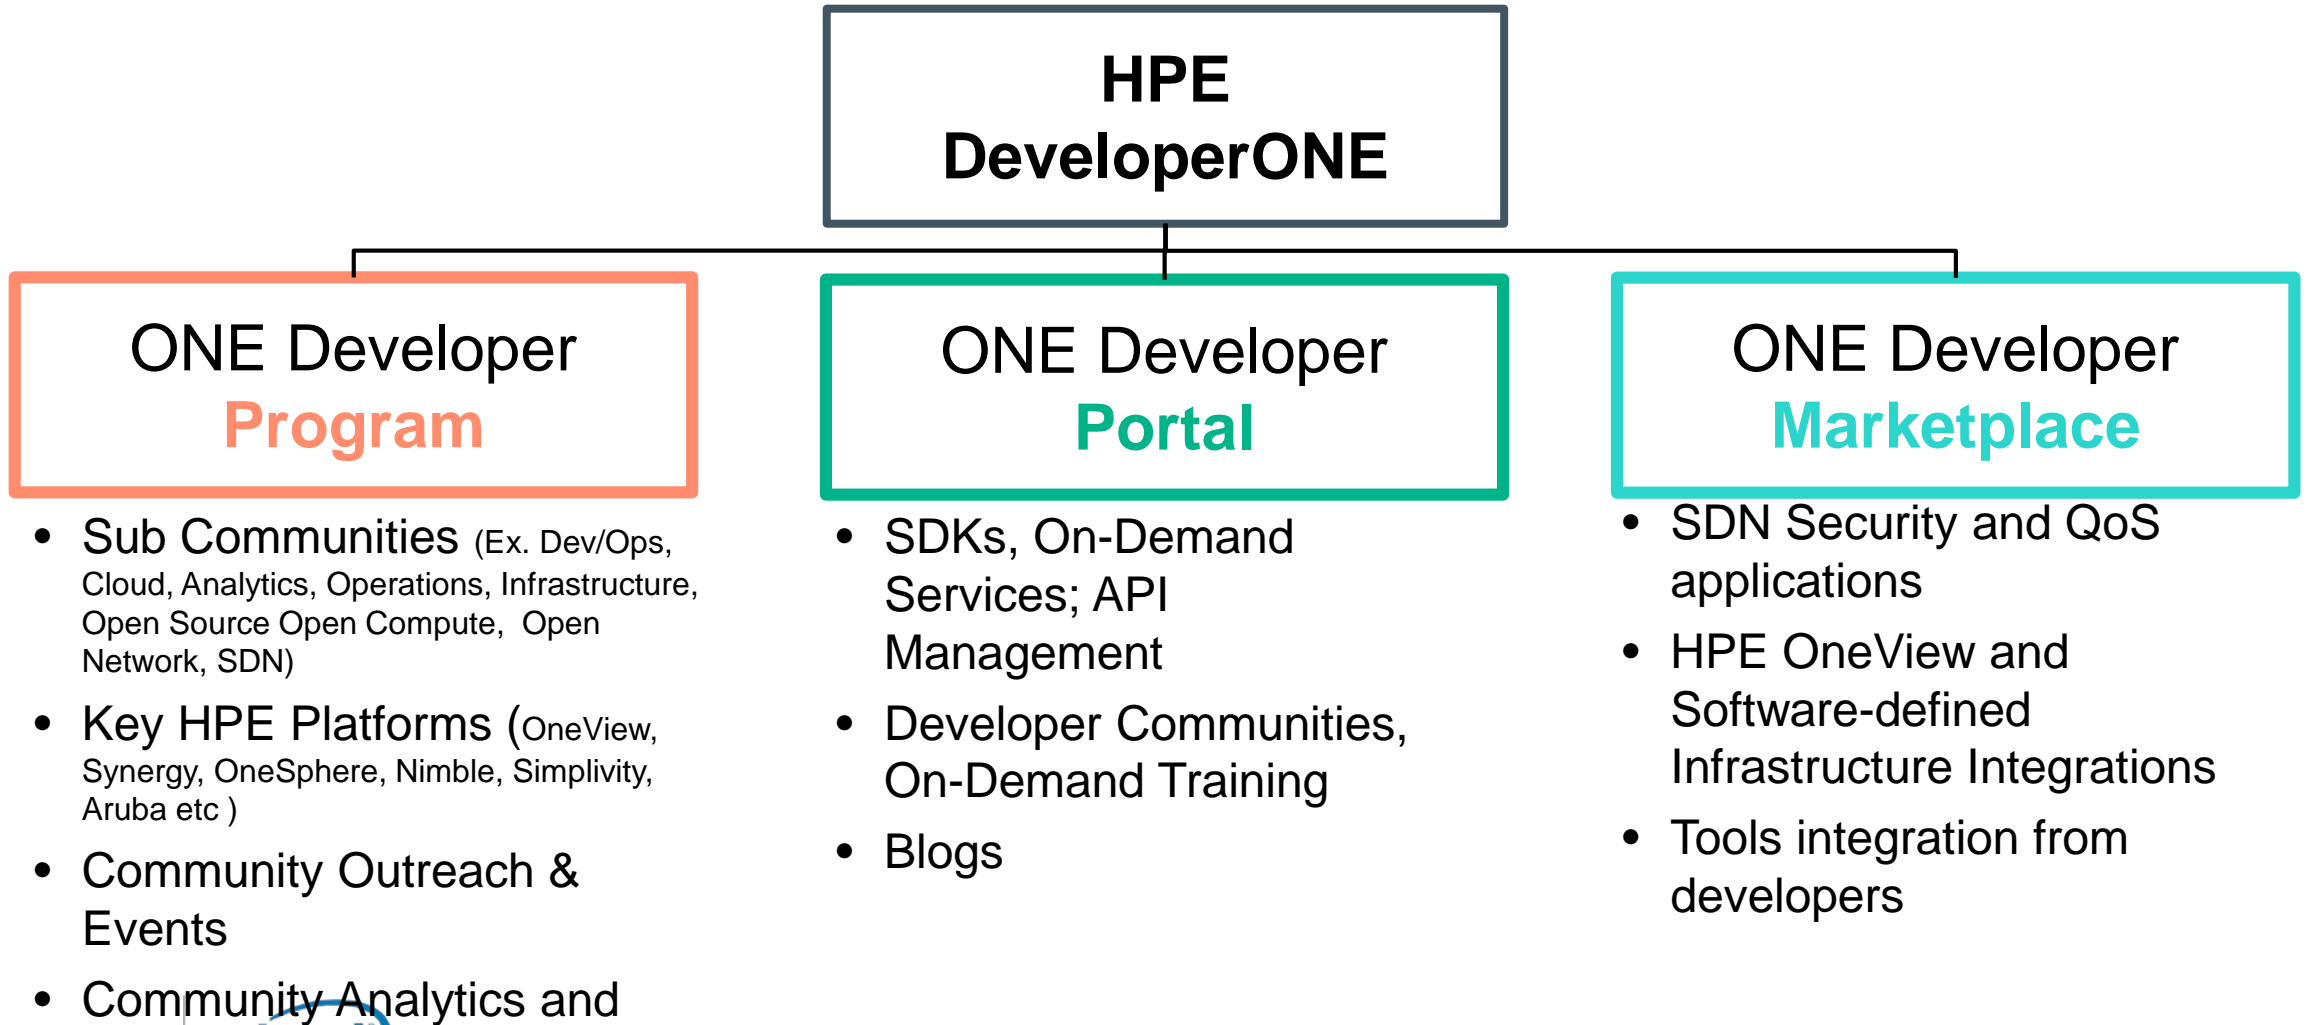 HPE
DeveloperONE
ONE Developer
Program
• Sub Communities (Ex. Dev/Ops,
Cloud, Analytics, Operations, Infrastructure,
Open Source Open Compute, Open
Network, SDN)
• Key HPE Platforms (OneView,
Synergy, OneSphere, Nimble, Simplivity,
Aruba etc )
• Community Outreach &
Events
• Community Analytics and
ONE Developer
Portal
• SDKs, On-Demand
Services; API
Management
• Developer Communities,
On-Demand Training
• Blogs
ONE Developer
Marketplace
• SDN Security and QoS
applications
• HPE OneView and
Software-defined
Infrastructure Integrations
• Tools integration from
developers